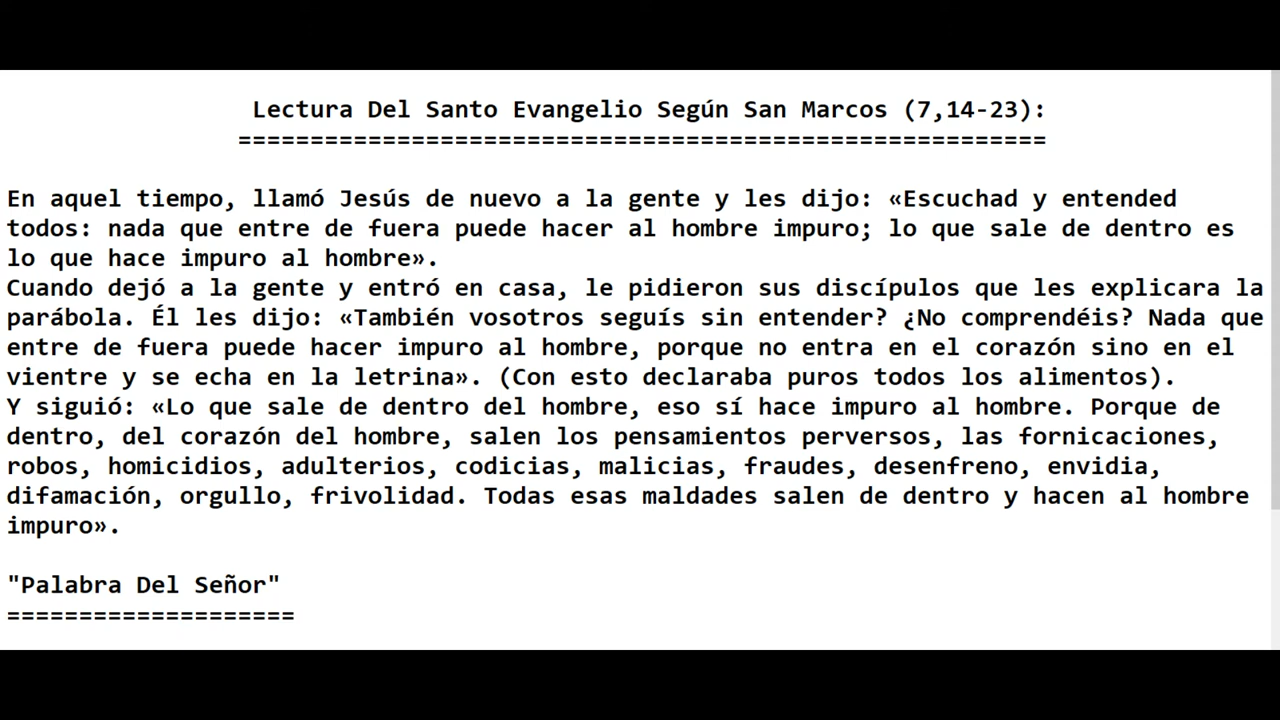 Lectura Del Santo Evangelio Según San Marcos (7,14-23):
========================================================
En aquel tiempo, llamó Jesús de nuevo a la gente y les dijo: «Escuchad y entended
todos: nada que entre de fuera puede hacer al hombre impuro; lo que sale de dentro es
lo que hace impuro al hombre».
Cuando dejó a la gente y entró en casa, le pidieron sus discípulos que les explicara la
parábola. Él les dijo: «También vosotros seguís sin entender? ¿No comprendéis? Nada que
entre de fuera puede hacer impuro al hombre, porque no entra en el corazón sino en el
vientre y se echa en la letrina». (Con esto declaraba puros todos los alimentos).
Y siguió: «Lo que sale de dentro del hombre, eso sí hace impuro al hombre. Porque de
dentro, del corazón del hombre, salen los pensamientos perversos, las fornicaciones,
robos, homicidios, adulterios, codicias, malicias, fraudes, desenfreno, envidia,
difamación, orgullo, frivolidad. Todas esas maldades salen de dentro y hacen al hombre
impuro».
"Palabra Del Señor"
====================